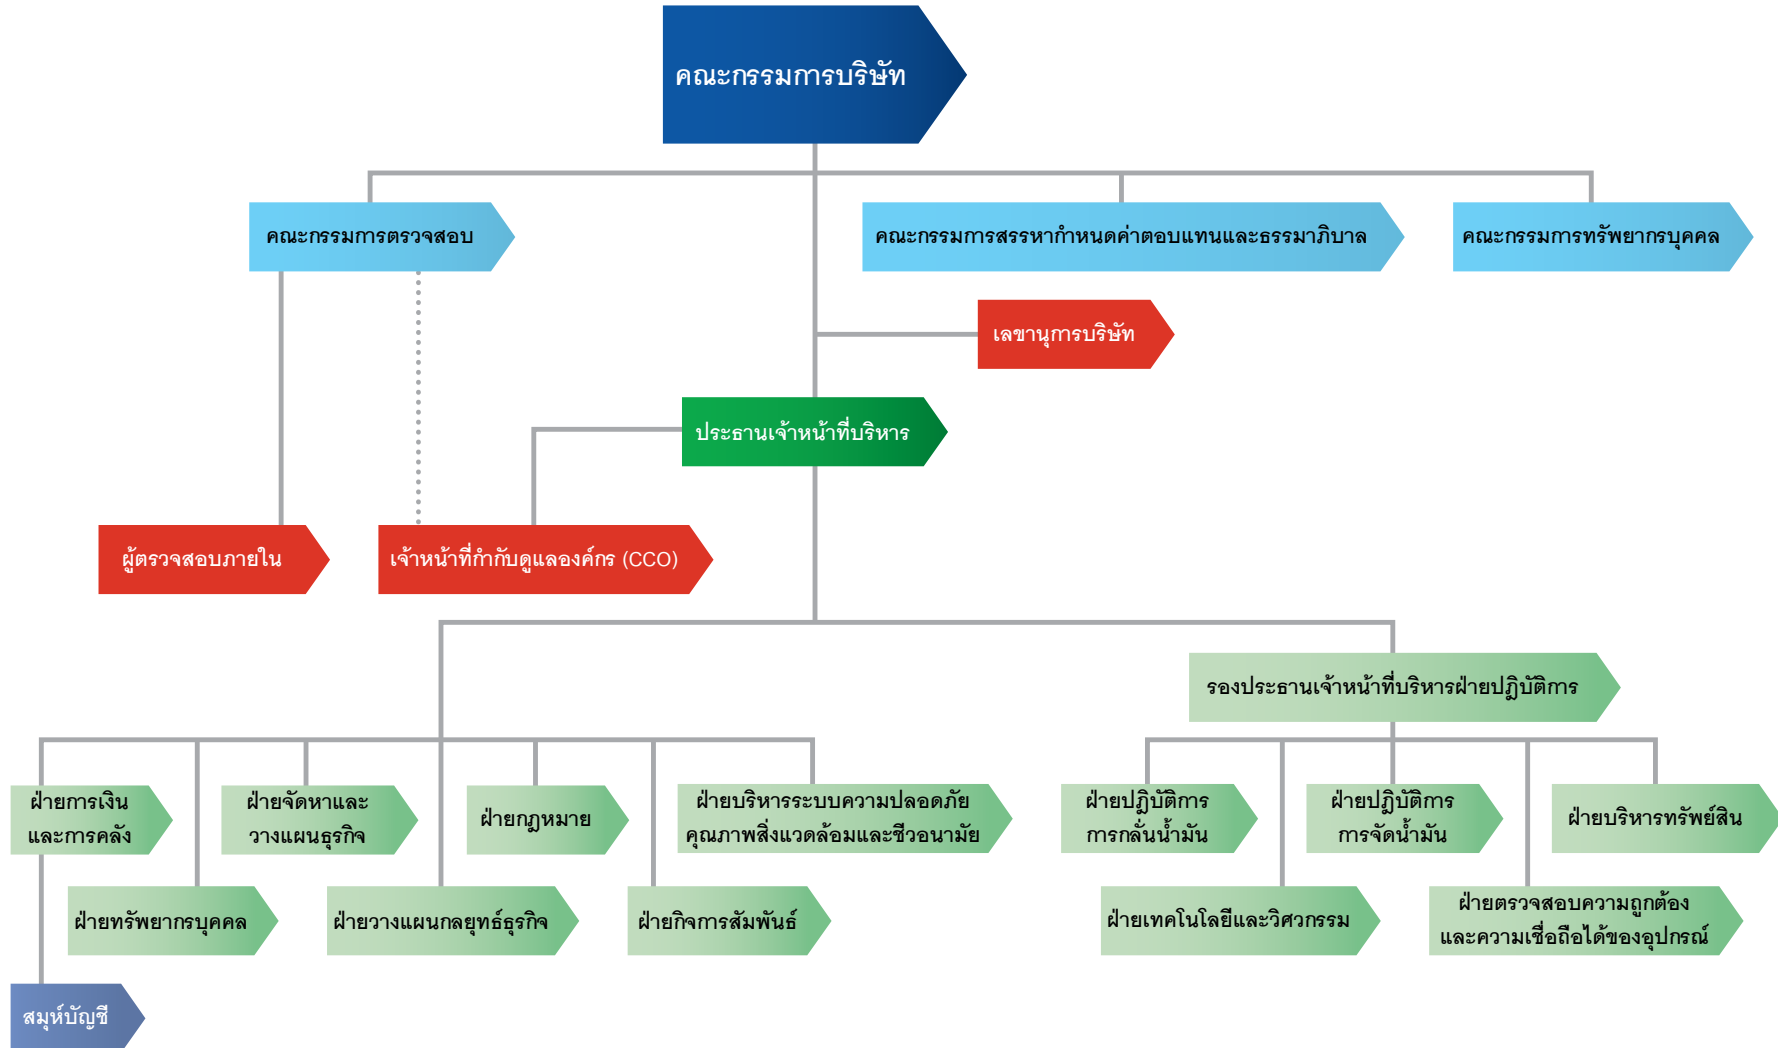 คณะกรรมการบริษัท
คณะกรรมการตรวจสอบ
คณะกรรมการสรรหากำหนดค่าตอบแทนและธรรมาภิบาล
คณะกรรมการทรัพยากรบุคคล
เลขานุการบริษัท
ประธานเจ้าหน้าที่บริหาร
ผู้ตรวจสอบภายใน
เจ้าหน้าที่กำกับดูแลองค์กร (CCO)
รองประธานเจ้าหน้าที่บริหารฝ่ายปฎิบัติการ
ฝ่ายการเงิน
และการคลัง
ฝ่ายจัดหาและ
วางแผนธุรกิจ
ฝ่ายกฎหมาย
ฝ่ายบริหารระบบความปลอดภัย
คุณภาพสิ่งแวดล้อมและชีวอนามัย
ฝ่ายปฎิบัติการ
การกลั่นน้ำมัน
ฝ่ายปฎิบัติการ
การจัดน้ำมัน
ฝ่ายบริหารทรัพย์สิน
ฝ่ายทรัพยากรบุคคล
ฝ่ายวางแผนกลยุทธ์ธุรกิจ
ฝ่ายกิจการสัมพันธ์
ฝ่ายเทคโนโลยีและวิศวกรรม
ฝ่ายตรวจสอบความถูกต้อง
และความเชื่อถือได้ของอุปกรณ์
สมุห์บัญชี